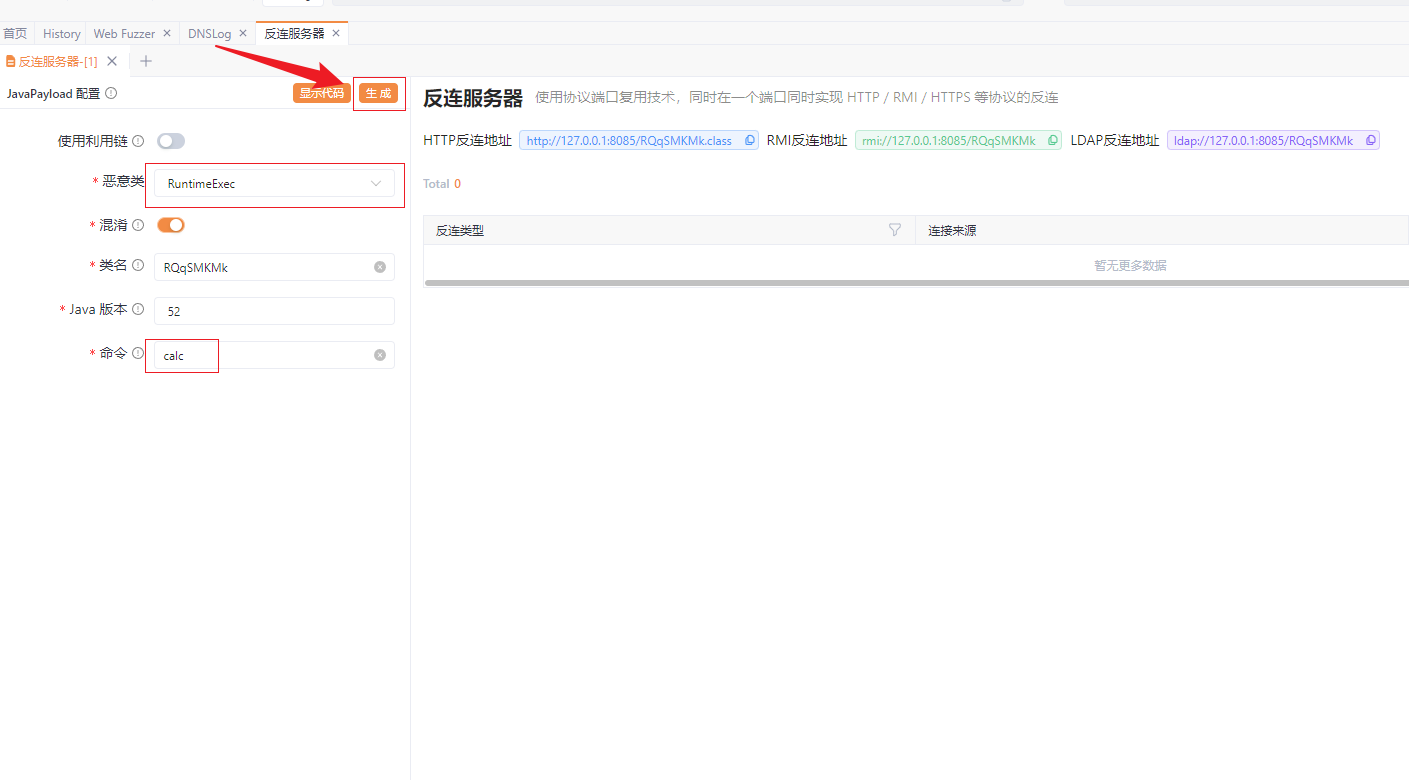 首页 History Web Fuzzer DNSLog 反连服务器
反连服务器-[1]
JavaPayload 配置 显示代码 生 成
使用利用链
* 恶意类 RuntimeExec
* 混淆
* 类名 RQqSMKMk
* Java 版本 52
* 命令 calc
反连服务器 使用协议端口复用技术，同时在一个端口同时实现 HTTP / RMI / HTTPS 等协议的反连
HTTP反连地址 http://127.0.0.1:8085/RQqSMKMk.class RMI反连地址 rmi://127.0.0.1:8085/RQqSMKMk LDAP反连地址 ldap://127.0.0.1:8085/RQqSMKMk
Total 0
反连类型 连接来源
暂无更多数据